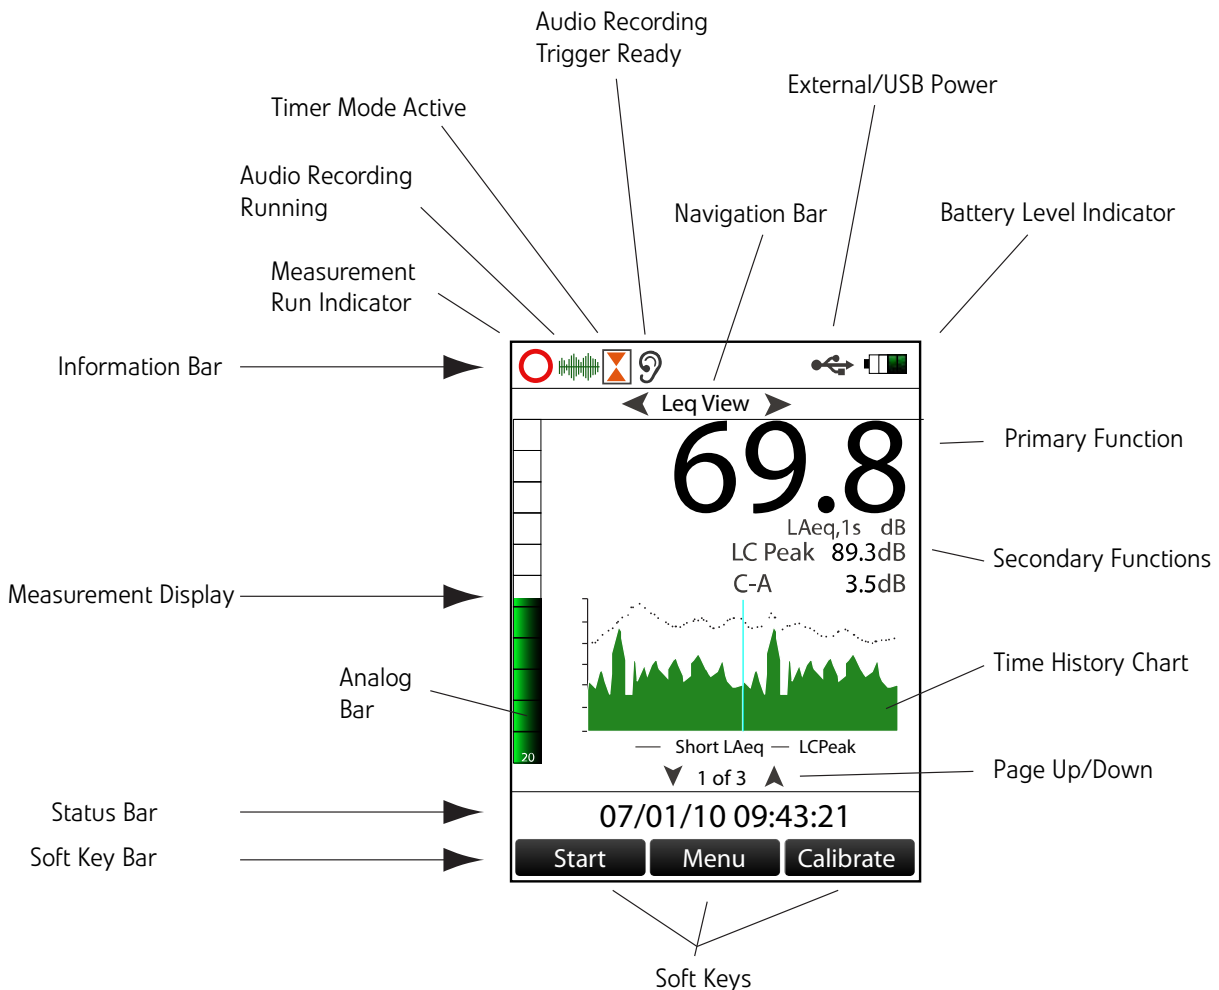 Audio Recording
Trigger Ready
External/USB Power
Timer Mode Active
Audio Recording
Running
Navigation Bar
Battery Level Indicator
Measurement
Run Indicator
Information Bar
Leq View
69.8
Primary Function
LAeq,1s dB
LC Peak 89.3dB
Secondary Functions
C-A 3.5dB
Measurement Display
Time History Chart
Analog
Bar
20
Short LAeq LCPeak
1 of 3
Page Up/Down
Status Bar
07/01/10 09:43:21
Soft Key Bar
Start Menu Calibrate
Soft Keys